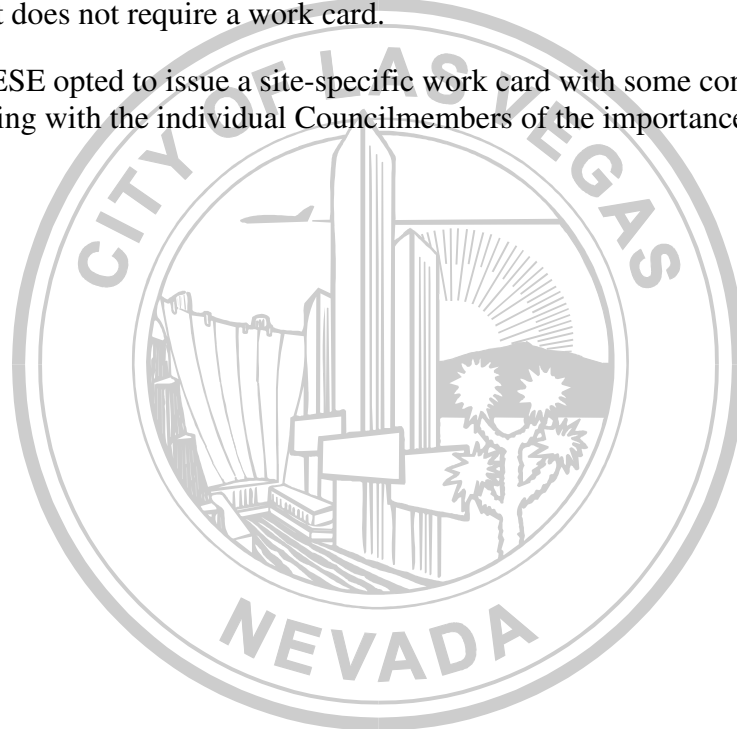 t does not require a work card.
ESE opted to issue a site-specific work card with some con
ing with the individual Councilmembers of the importance
CITY OF LAS VEGAS
NEVADA